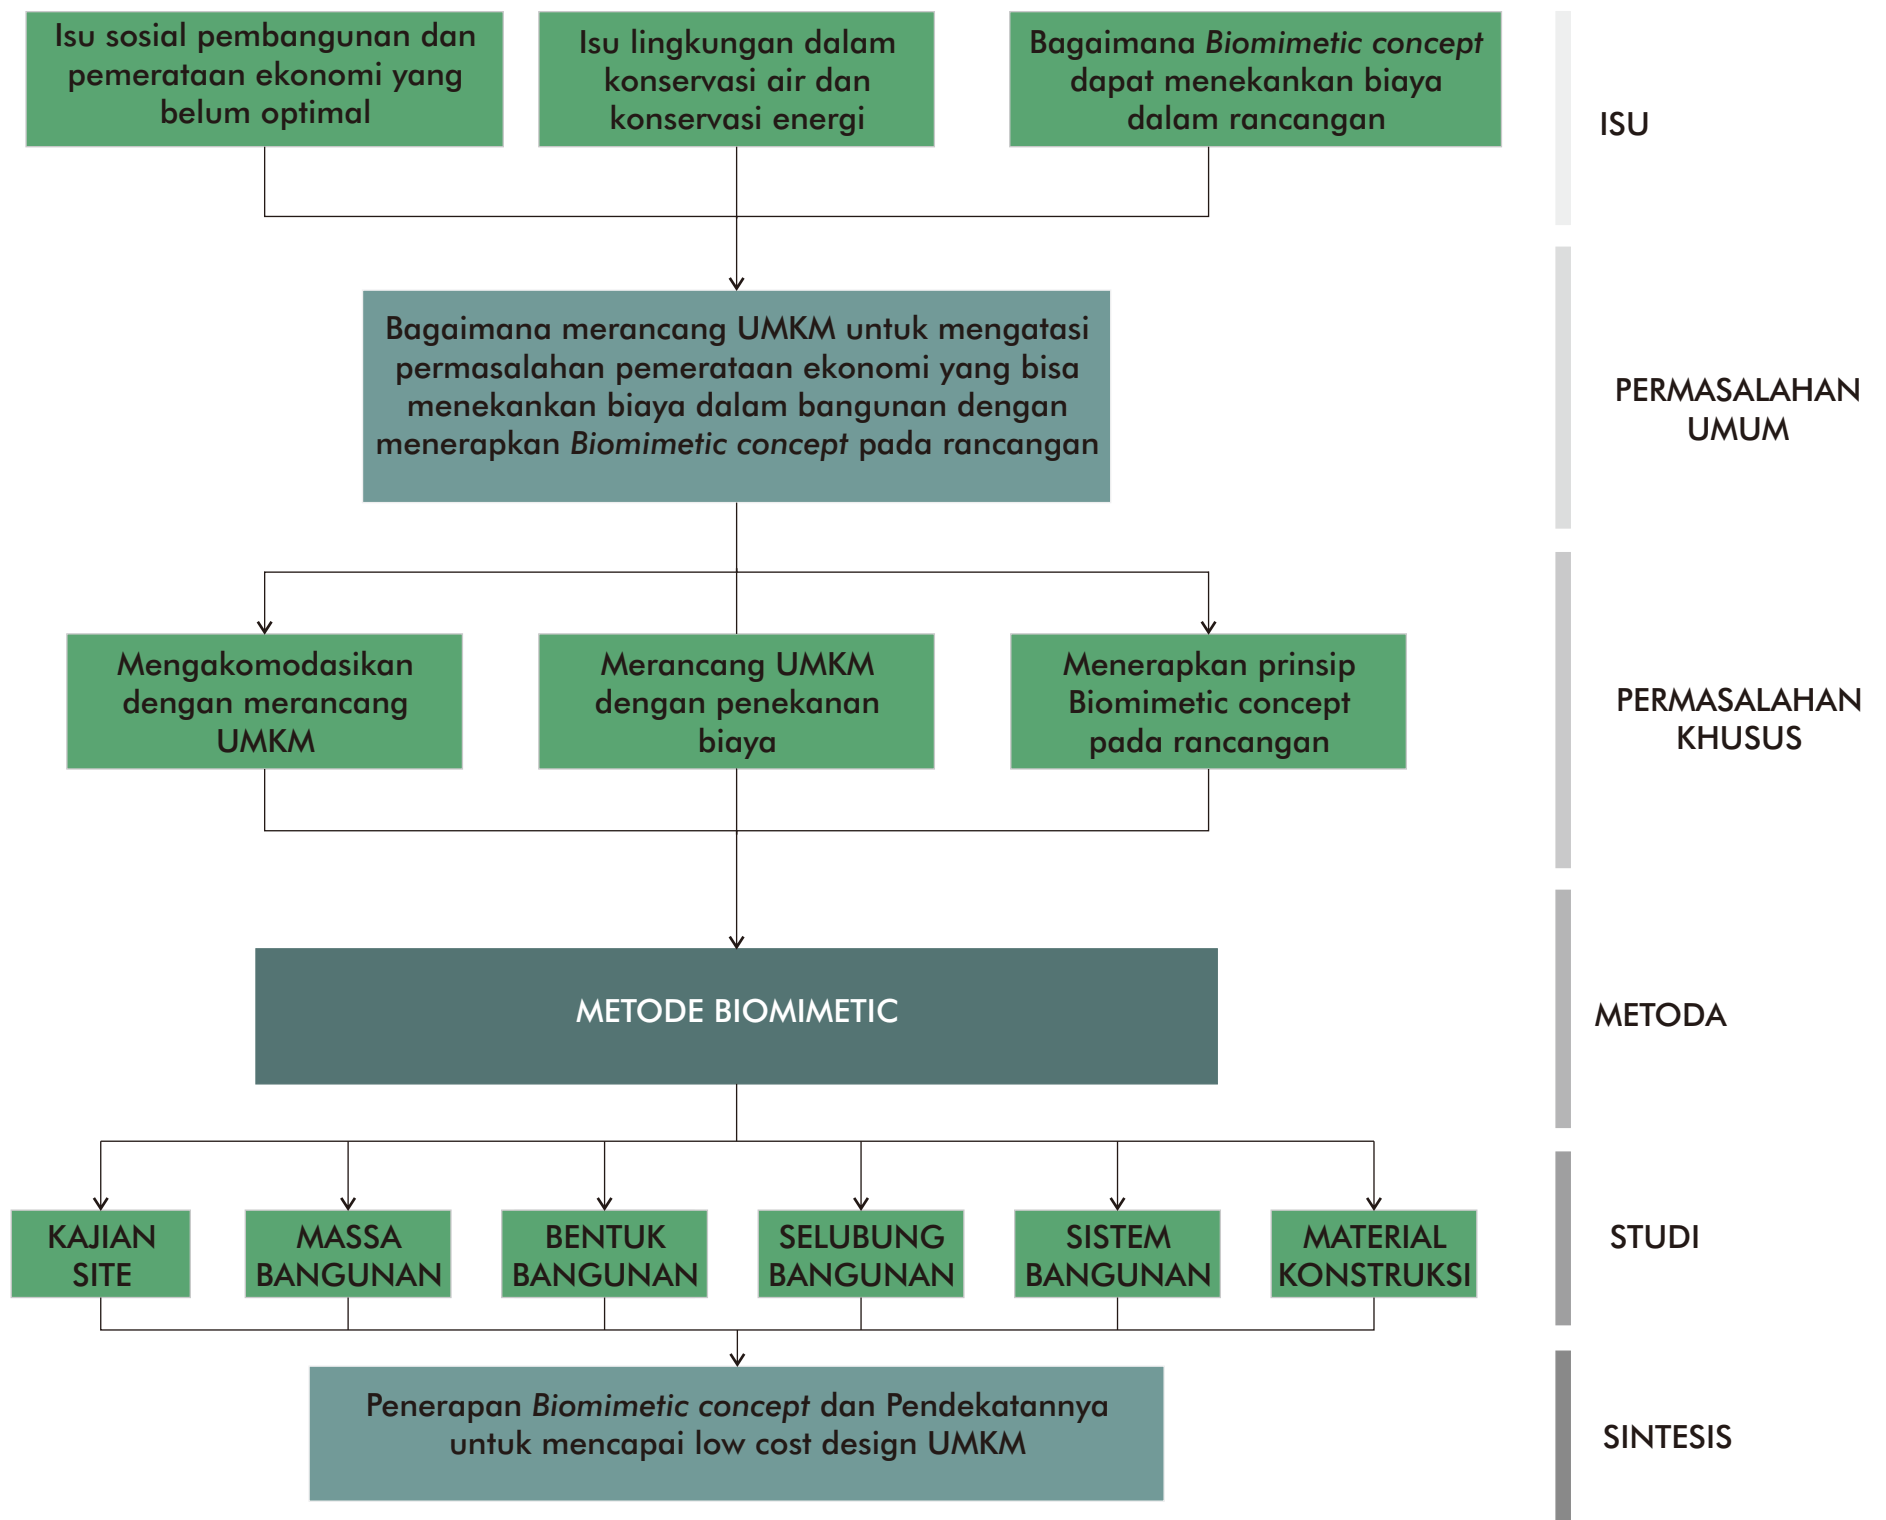 Isu sosial pembangunan dan
pemerataan ekonomi yang
belum optimal
Isu lingkungan dalam
konservasi air dan
konservasi energi
Bagaimana Biomimetic concept
dapat menekankan biaya
dalam rancangan
ISU
Bagaimana merancang UMKM untuk mengatasi
permasalahan pemerataan ekonomi yang bisa
menekankan biaya dalam bangunan dengan
menerapkan Biomimetic concept pada rancangan
PERMASALAHAN
UMUM
Mengakomodasikan
dengan merancang
UMKM
Merancang UMKM
dengan penekanan
biaya
Menerapkan prinsip
Biomimetic concept
pada rancangan
PERMASALAHAN
KHUSUS
METODE BIOMIMETIC
METODA
KAJIAN
SITE
MASSA
BANGUNAN
BENTUK
BANGUNAN
SELUBUNG
BANGUNAN
SISTEM
BANGUNAN
MATERIAL
KONSTRUKSI
STUDI
Penerapan Biomimetic concept dan Pendekatannya
untuk mencapai low cost design UMKM
SINTESIS